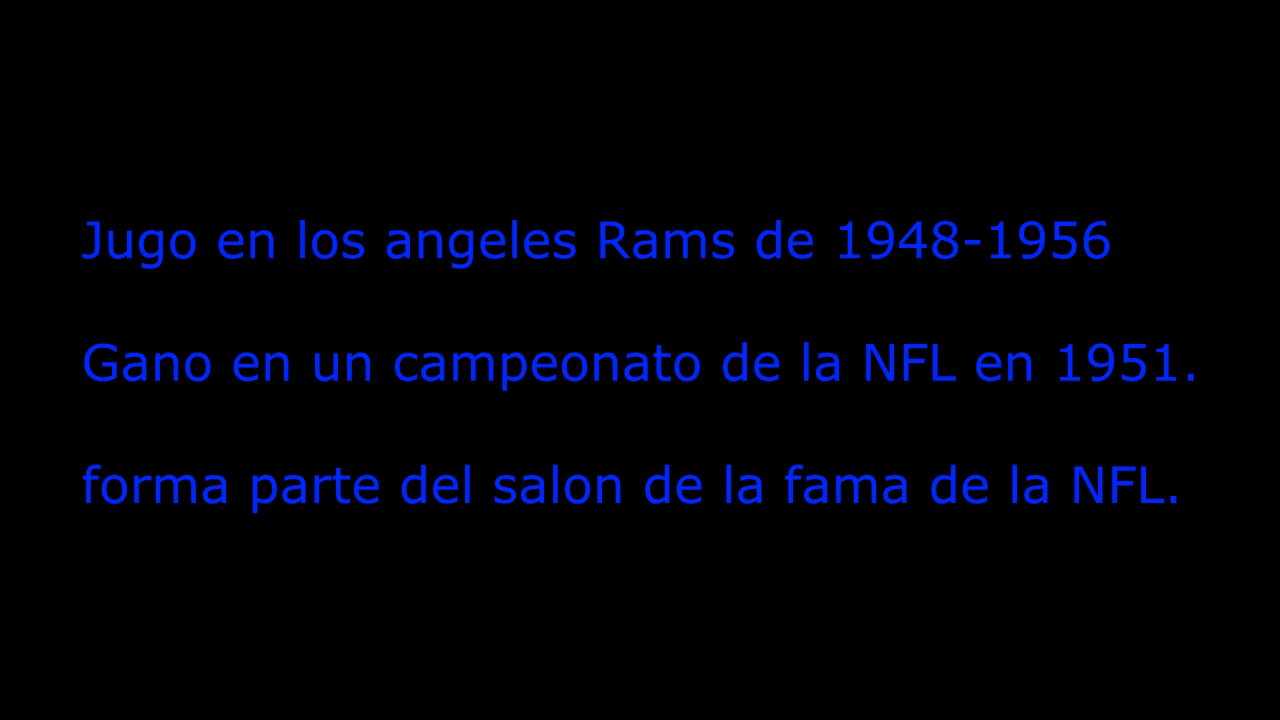 Jugo en los angeles Rams de 1948-1956
Gano en un campeonato de la NFL en 1951.
forma parte del salon de la fama de la NFL.